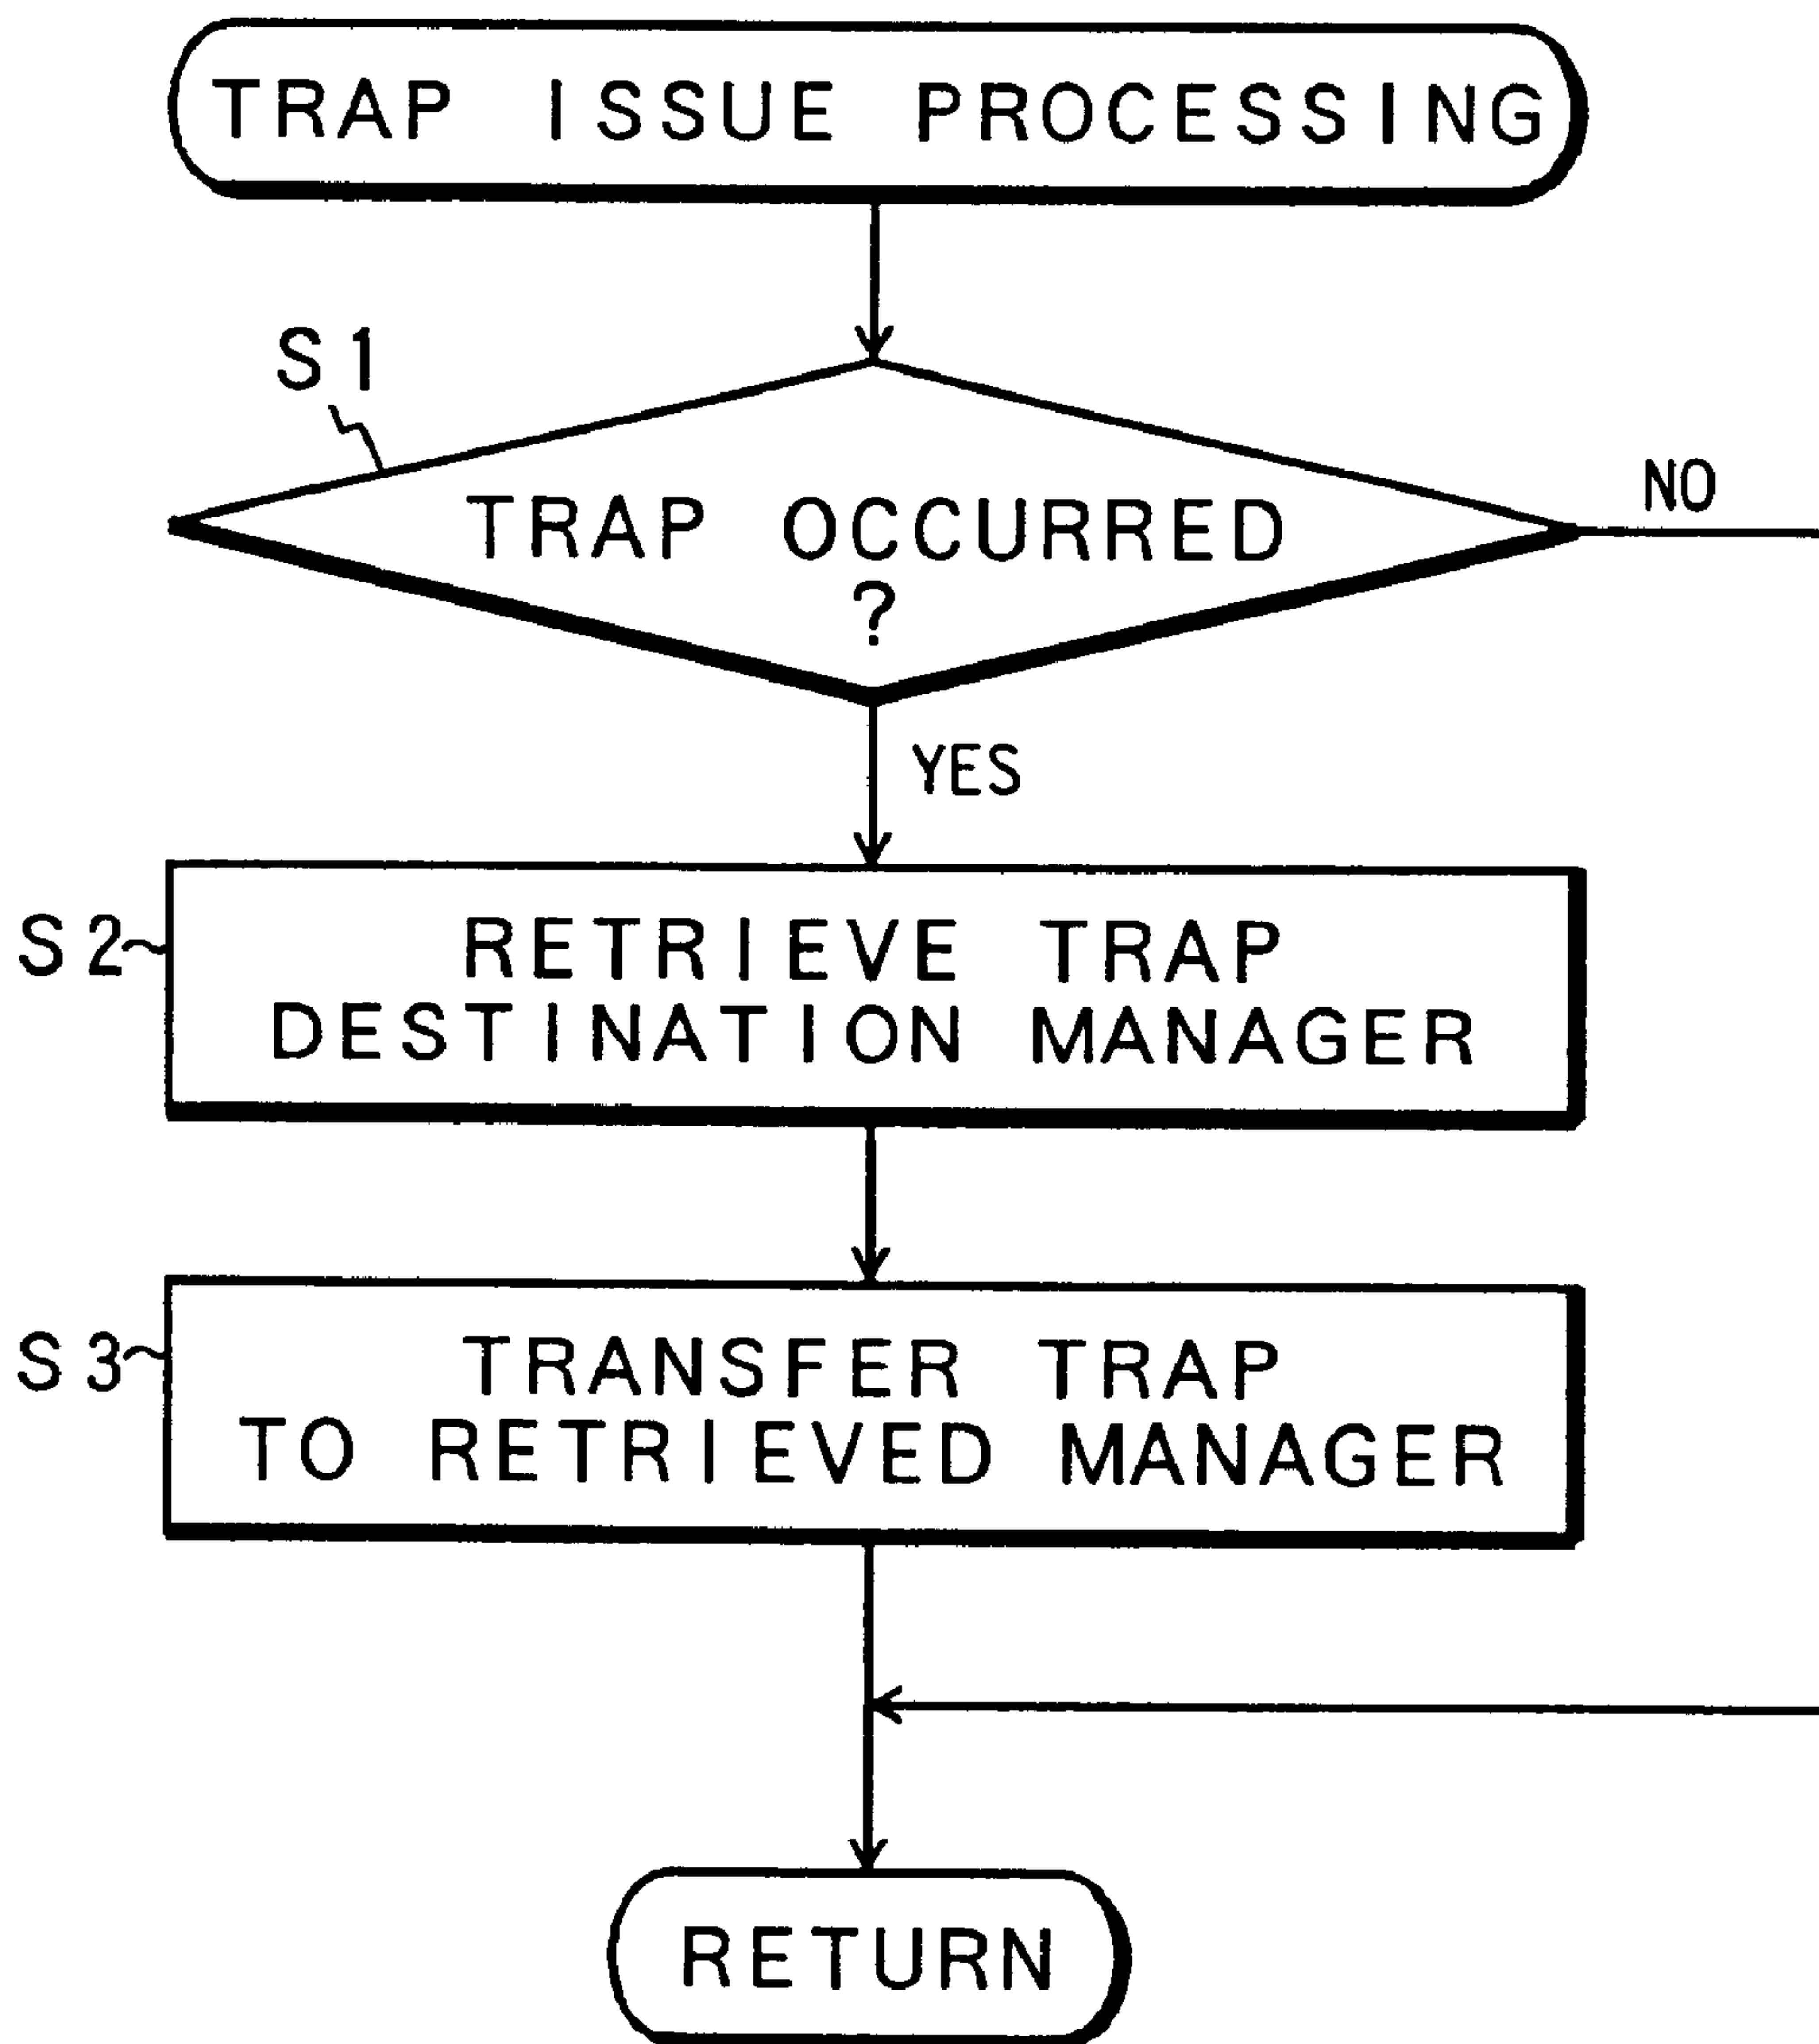 TRAP ISSUE PROCESSING
S1
TRAP OCCURRED
?
NO
YES
S2
RETRIEVE TRAP
DESTINATION MANAGER
S3
TRANSFER TRAP
TO RETRIEVED MANAGER
RETURN